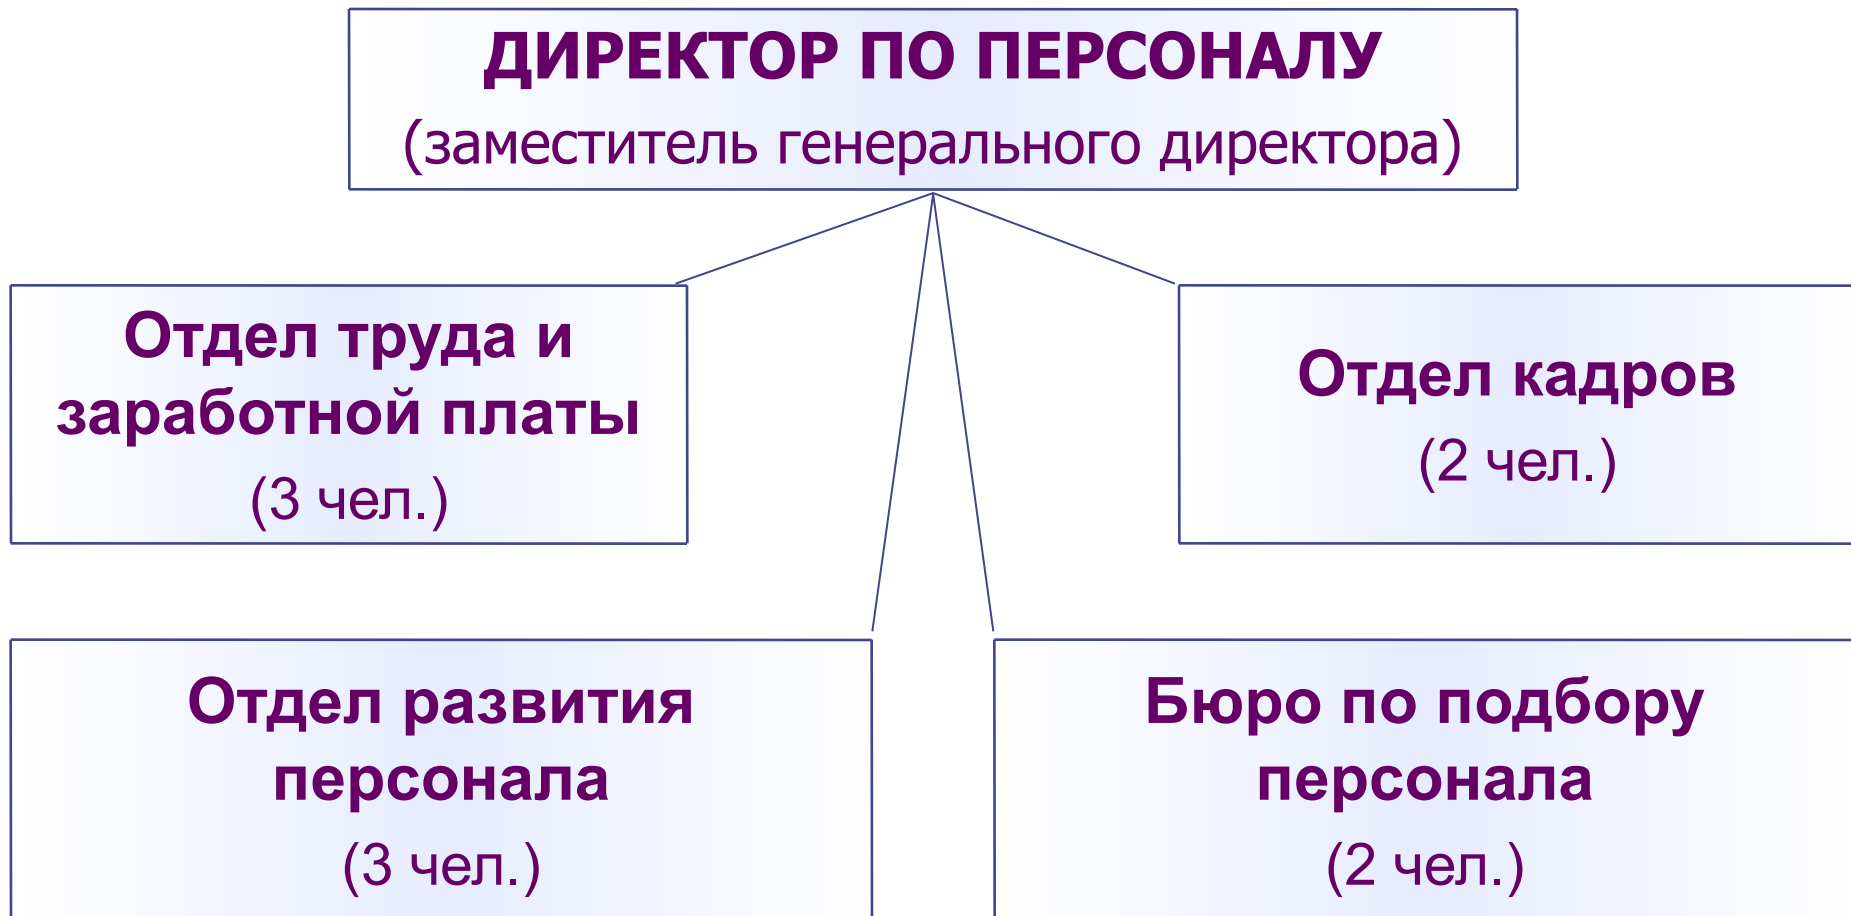 ДИРЕКТОР ПО ПЕРСОНАЛУ
(заместитель генерального директора)
Отдел труда и
заработной платы
(3 чел.)
Отдел кадров
(2 чел.)
Отдел развития
персонала
(3 чел.)
Бюро по подбору
персонала
(2 чел.)